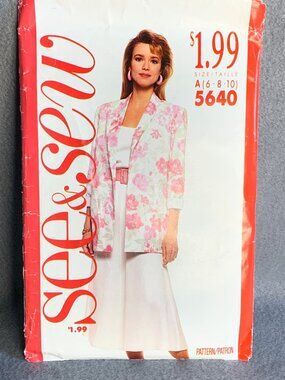 see & sew
$1.99
$1.99
SIZE/TAILLE
A(6-8-10)
5640
PATTERN/PATRON